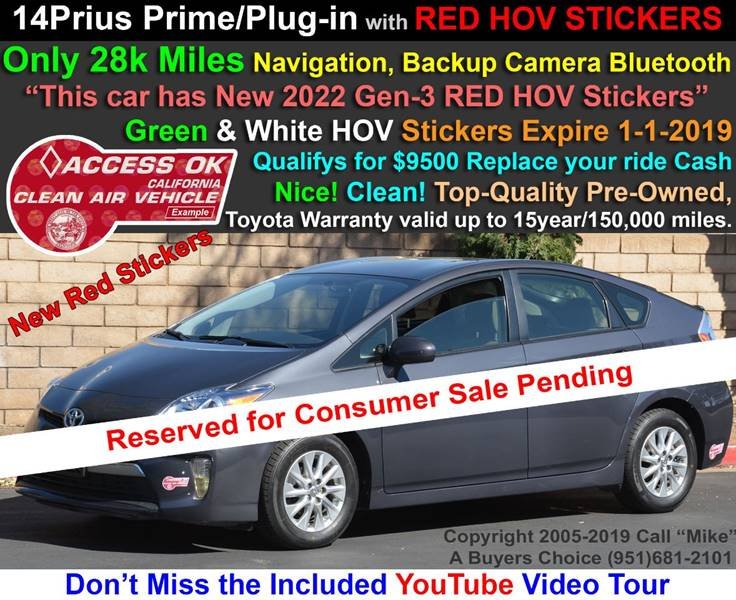 14Prius Prime/Plug-in with RED HOV STICKERS
Only 28k Miles Navigation, Backup Camera Bluetooth
“This car has New 2022 Gen-3 RED HOV Stickers”
Green & White HOV Stickers Expire 1-1-2019
ACCESS OK
CALIFORNIA
CLEAN AIR VEHICLE
Example
Qualifys for $9500 Replace your ride Cash
Nice! Clean! Top-Quality Pre-Owned,
Toyota Warranty valid up to 15year/150,000 miles.
New Red Stickers
Reserved for Consumer Sale Pending
Copyright 2005-2019 Call “Mike”
A Buyers Choice (951)681-2101
Don’t Miss the Included YouTube Video Tour